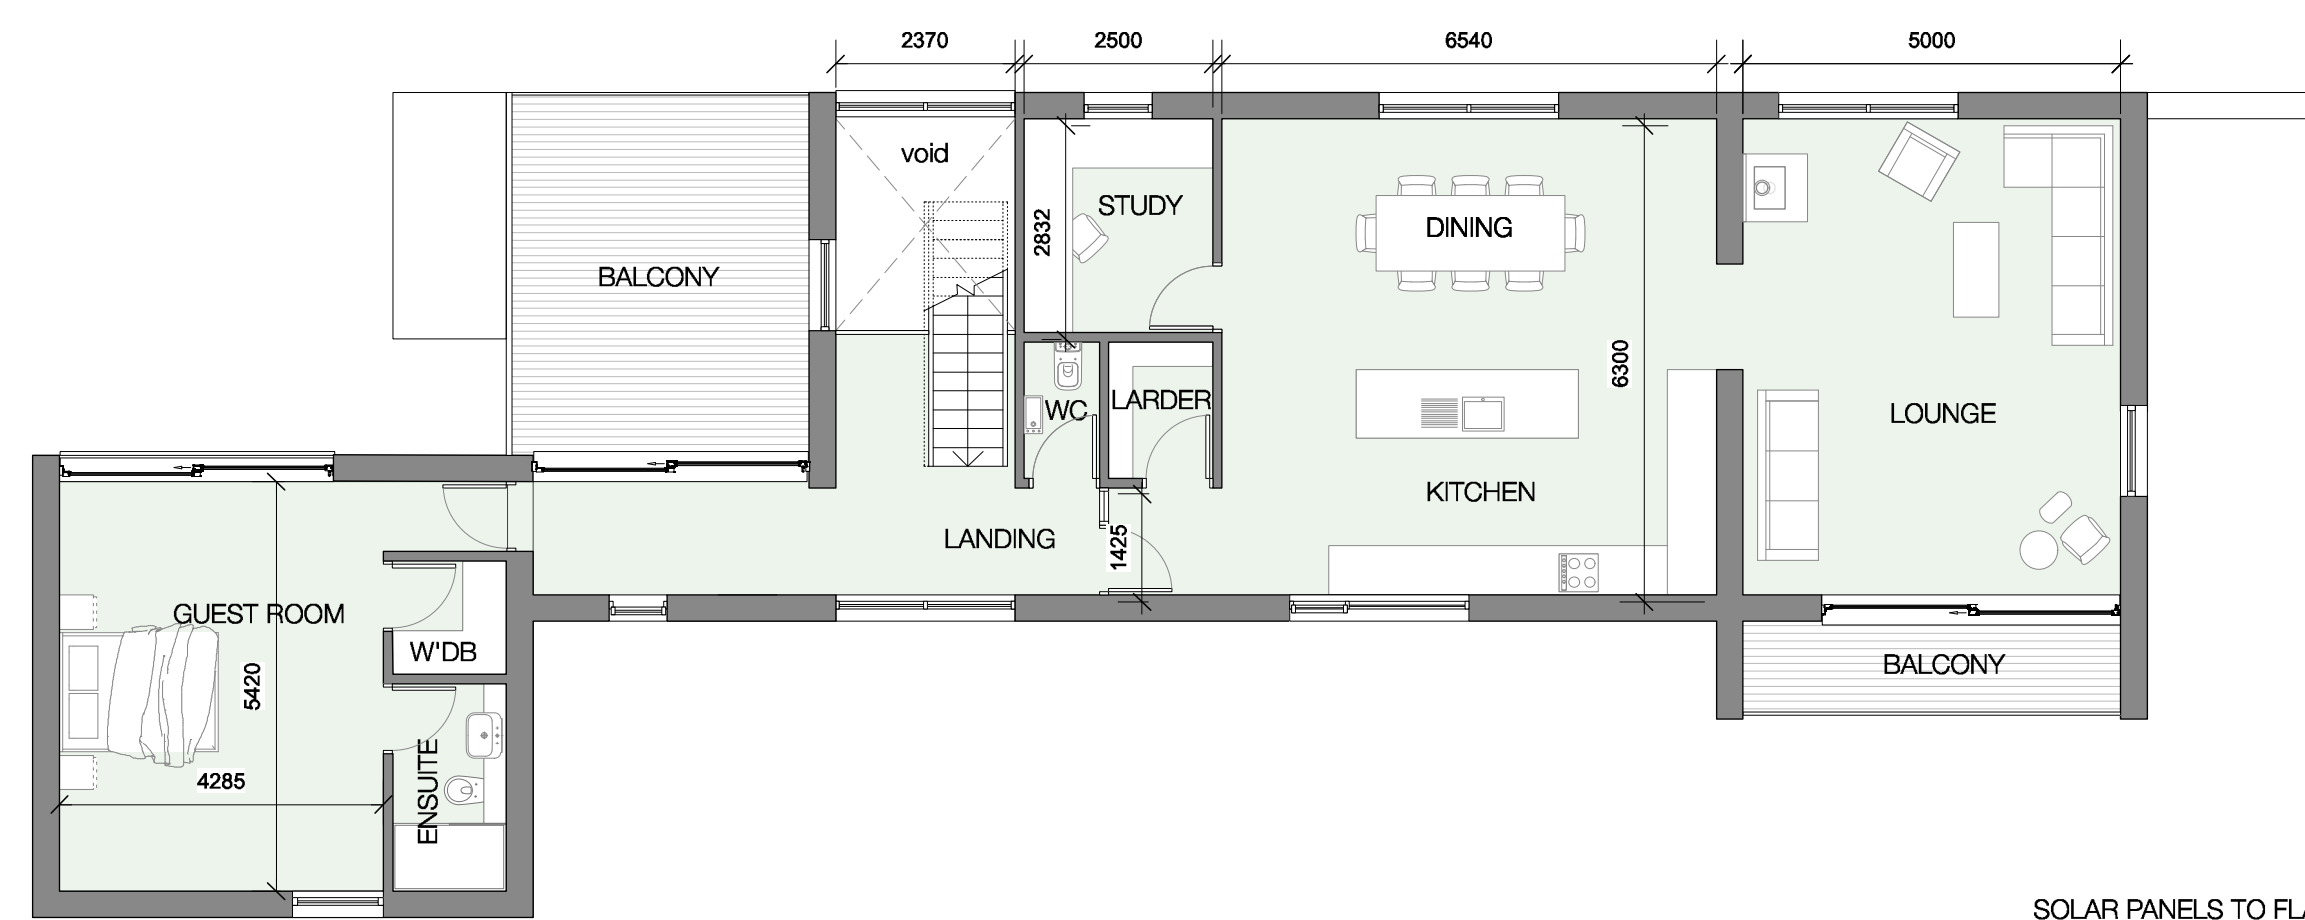 2370
2500
6540
5000
void
STUDY
2832
DINING
BALCONY
6300
WC
LARDER
LOUNGE
KITCHEN
LANDING
1425
GUEST ROOM
W'DB
BALCONY
5420
4285
ENSUITE
SOLAR PANELS TO FLA